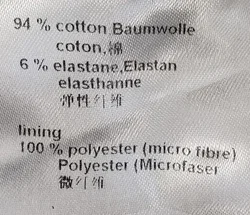 94 % cotton Baumwolle
coton,棉
6 % elastane,Elastan
elasthanne
弹性纤维
lining
100 % polyester (micro fibre)
Polyester (Microfaser
微纤维